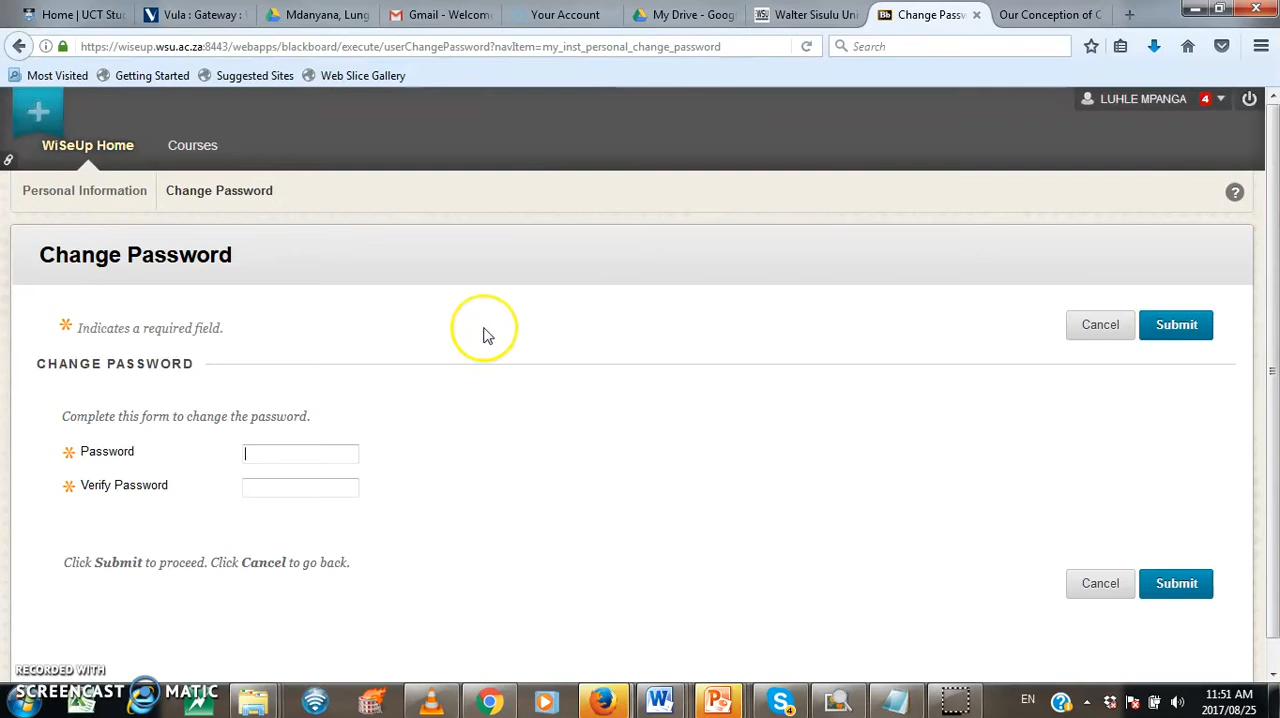 Home | UCT Stud
Vula : Gateway : W
Mdanyana, Lung
Gmail - Welcom
Your Account
My Drive - Goog
Walter Sisulu Uni
Change Passw
Our Conception of C
https://wiseup.wsu.ac.za:8443/webapps/blackboard/execute/userChangePassword?navItem=my_inst_personal_change_password
Search
Most Visited
Getting Started
Suggested Sites
Web Slice Gallery
LUHLE MPANGA
4
WiSeUp Home
Courses
Personal Information
Change Password
?
Change Password
* Indicates a required field.
Cancel
Submit
CHANGE PASSWORD
Complete this form to change the password.
* Password
* Verify Password
Click Submit to proceed. Click Cancel to go back.
Cancel
Submit
RECORDED WITH
SCREENCAST MATIC
EN
11:51 AM
2017/08/25